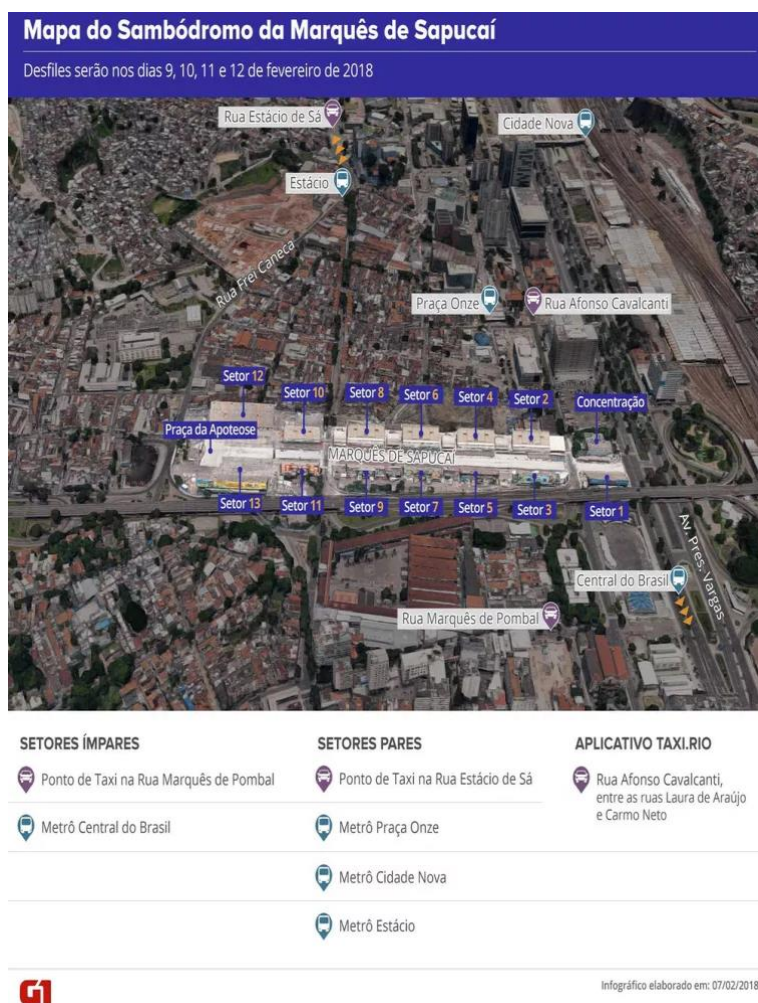 Mapa do Sambódromo da Marquês de Sapucaí
Desfiles serão nos dias 9, 10, 11 e 12 de fevereiro de 2018
Rua Estácio de Sá
Cidade Nova
Estácio
Rua Frei Caneca
Praça Onze
Rua Afonso Cavalcanti
Setor 12
Setor 10
Setor 8
Setor 6
Setor 4
Setor 2
Concentração
Praça da Apoteose
MARQUÊS DE SAPUCAÍ
Setor 13
Setor 11
Setor 9
Setor 7
Setor 5
Setor 3
Setor 1
Av. Pres. Vargas
Central do Brasil
Rua Marquês de Pombal
SETORES ÍMPARES
Ponto de Taxi na Rua Marquês de Pombal
Metrô Central do Brasil
SETORES PARES
Ponto de Taxi na Rua Estácio de Sá
Metrô Praça Onze
Metrô Cidade Nova
Metrô Estácio
APLICATIVO TAXI.RIO
Rua Afonso Cavalcanti,
entre as ruas Laura de Araújo
e Carmo Neto
G1
Infográfico elaborado em: 07/02/2018